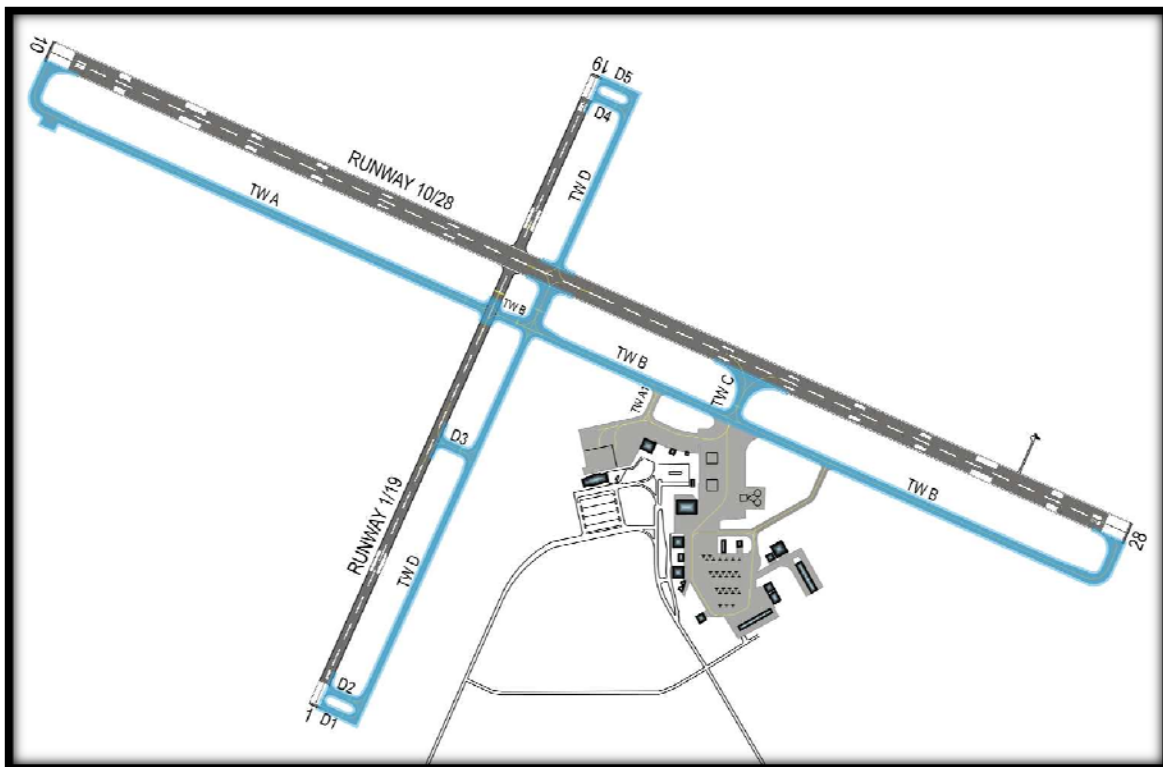 10
19
D5
D4
RUNWAY 10/28
TW D
TW A
TW B
TW B
TW C
TW A1
D3
TW B
RUNWAY 1/19
28
TW D
D2
1
D1